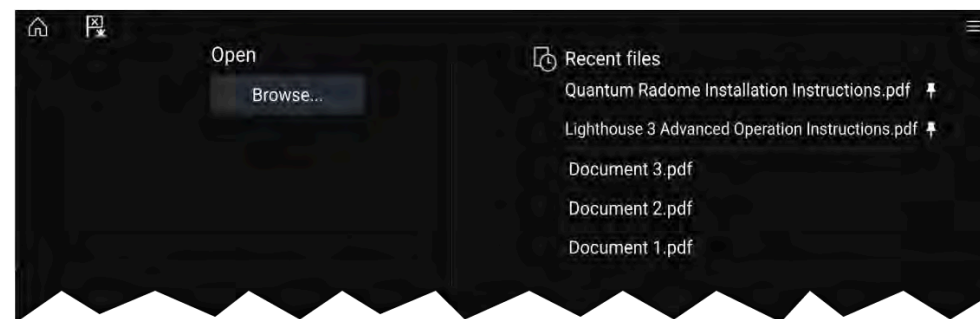 Open
Browse...
Recent files
Quantum Radome Installation Instructions.pdf
Lighthouse 3 Advanced Operation Instructions.pdf
Document 3.pdf
Document 2.pdf
Document 1.pdf